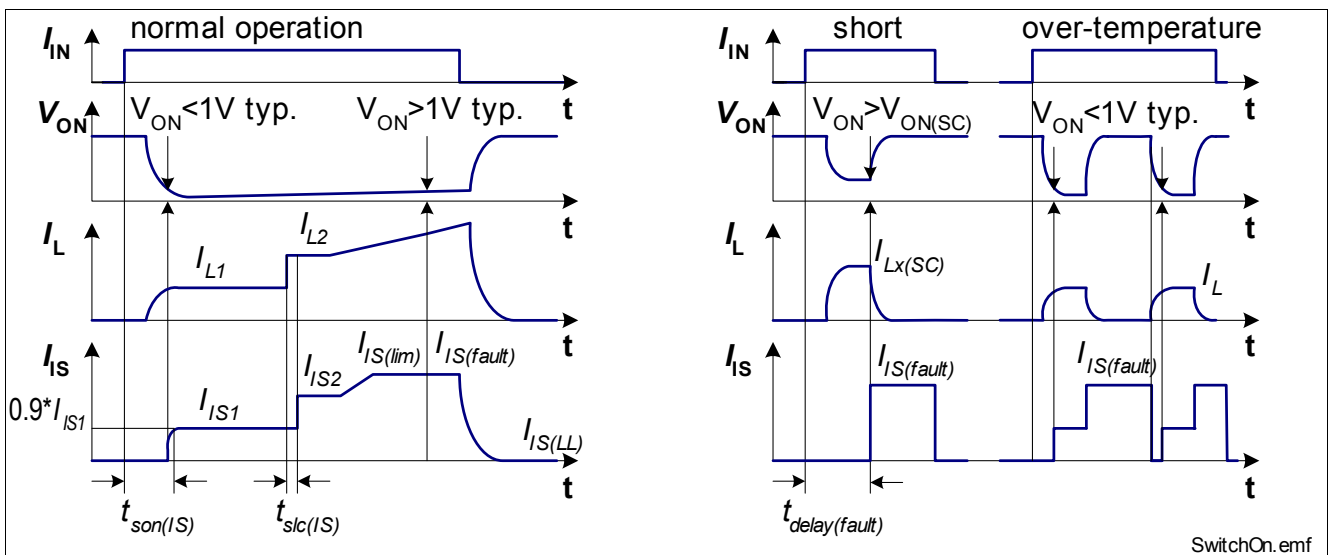 normal operation
short
over-temperature
I_IN
t
V_ON
V_ON<1V typ.
V_ON>1V typ.
t
V_ON
V_ON>V_ON(SC)
V_ON<1V typ.
t
I_L
I_L1
I_L2
t
I_L
I_Lx(SC)
I_L
t
I_IS
0.9*I_IS1
I_IS1
I_IS2
I_IS(lim)
I_IS(fault)
I_IS(LL)
t
I_IS
I_IS(fault)
I_IS(fault)
t
t_son(IS)
t_slc(IS)
t_delay(fault)
I_IN
t
SwitchOn.emf